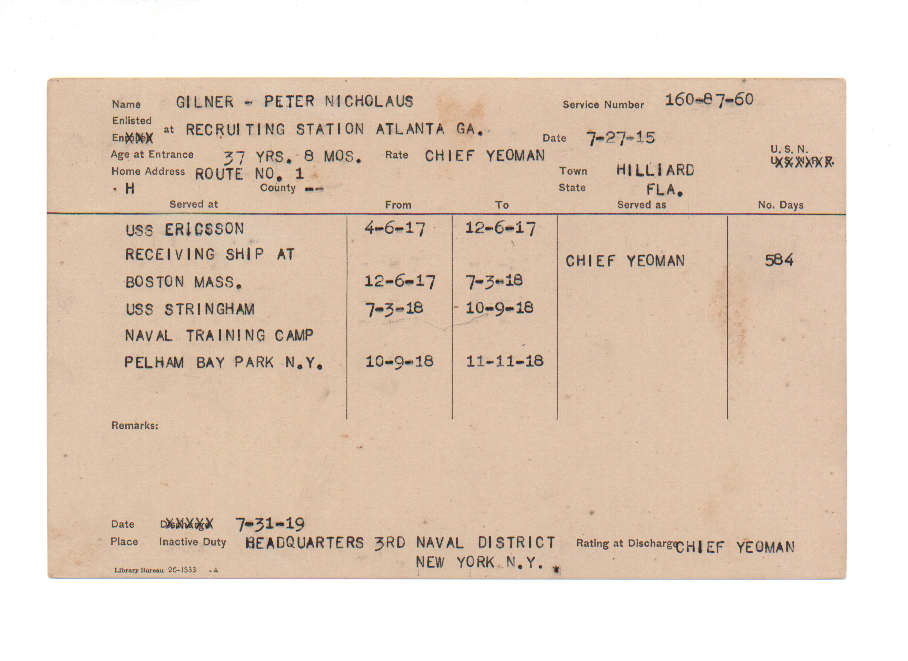 Name GILNER - PETER NICHOLAUS Service Number 160-87-60
Enlisted
at RECRUITING STATION ATLANTA GA. Date 7-27-15
Age at Entrance 37 YRS. 8 MOS. Rate CHIEF YEOMAN U. S. N.
Home Address ROUTE NO. 1 Town HILLIARD
H County -- State FLA.
Served at From To Served as No. Days
USS ERICSSON 4-6-17 12-6-17
RECEIVING SHIP AT CHIEF YEOMAN 584
BOSTON MASS. 12-6-17 7-3-18
USS STRINGHAM 7-3-18 - 10-9-18
NAVAL TRAINING CAMP
PELHAM BAY PARK N.Y. 10-9-18 11-11-18
Remarks:
Date 7-31-19
Place Inactive Duty HEADQUARTERS 3RD NAVAL DISTRICT Rating at Discharge CHIEF YEOMAN
NEW YORK N.Y.
Library Bureau 26-1533